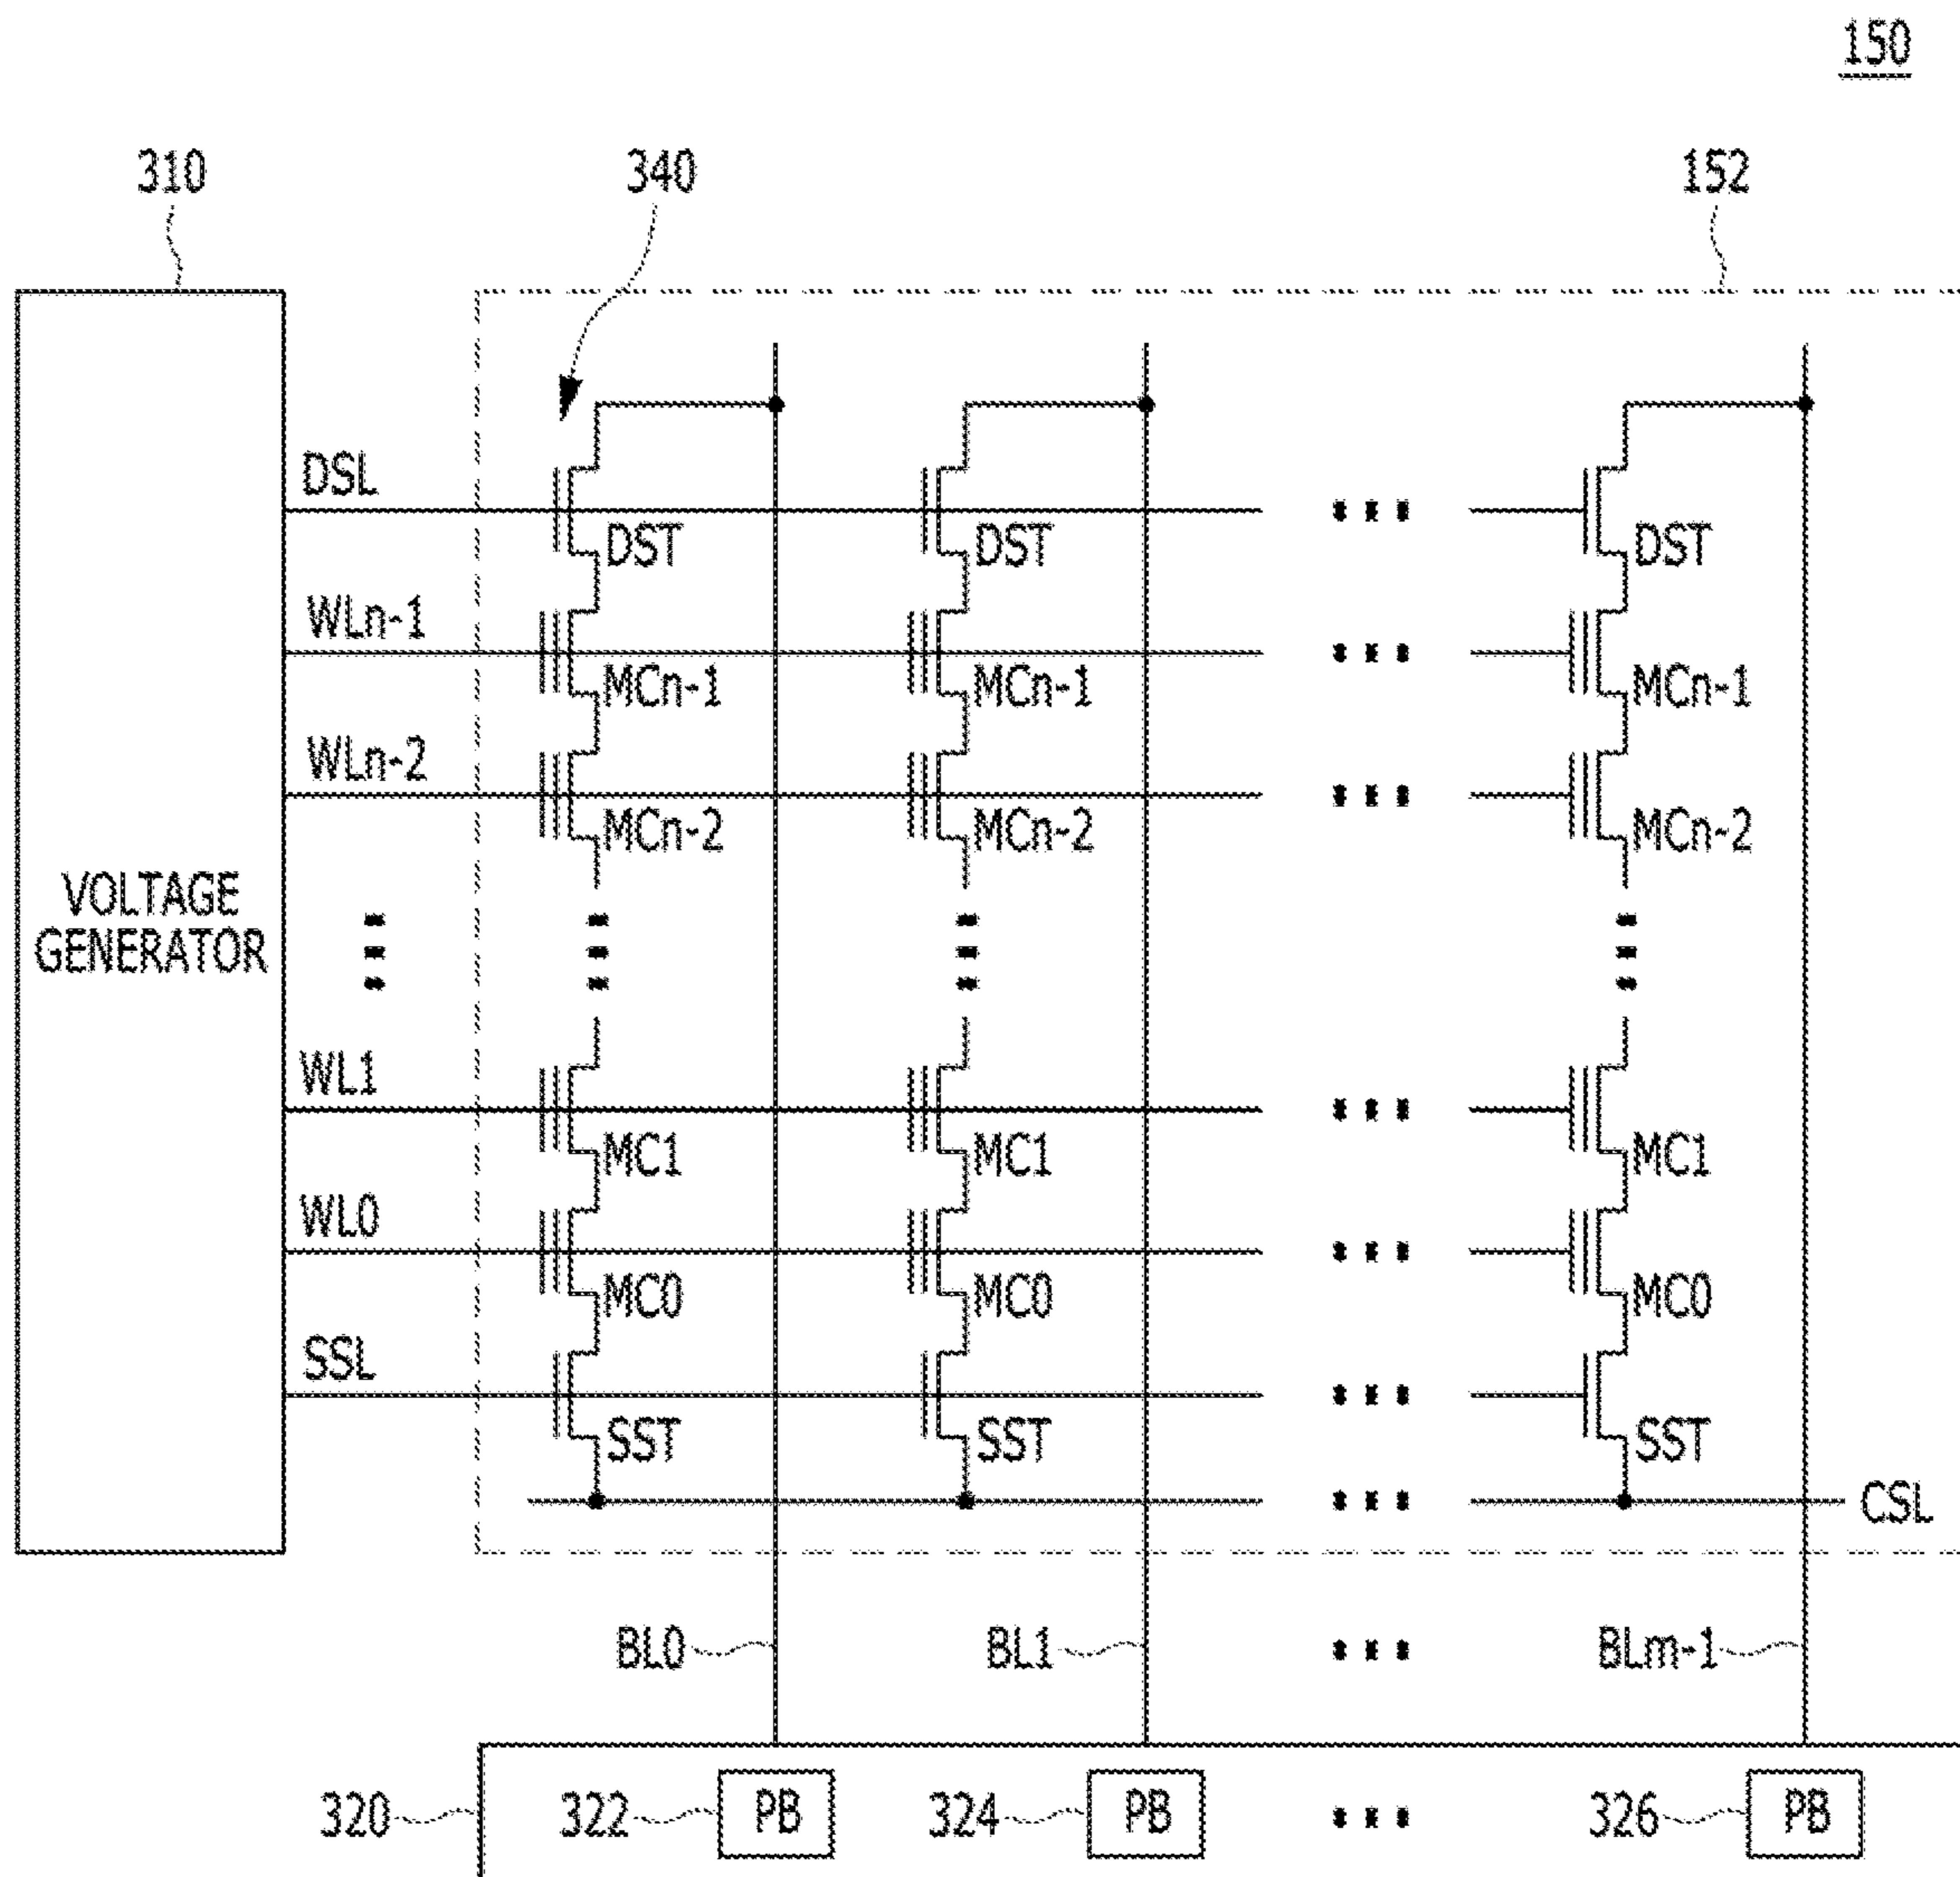 150
310 340 152
DSL
DST DST DST
WLn-1
MCn-1 MCn-1 MCn-1
WLn-2
MCn-2 MCn-2 MCn-2
VOLTAGE
GENERATOR
WL1
MC1 MC1 MC1
WL0
MC0 MC0 MC0
SSL
SST SST SST
CSL
BL0 BL1 BLm-1
320 322 PB 324 PB 326 PB